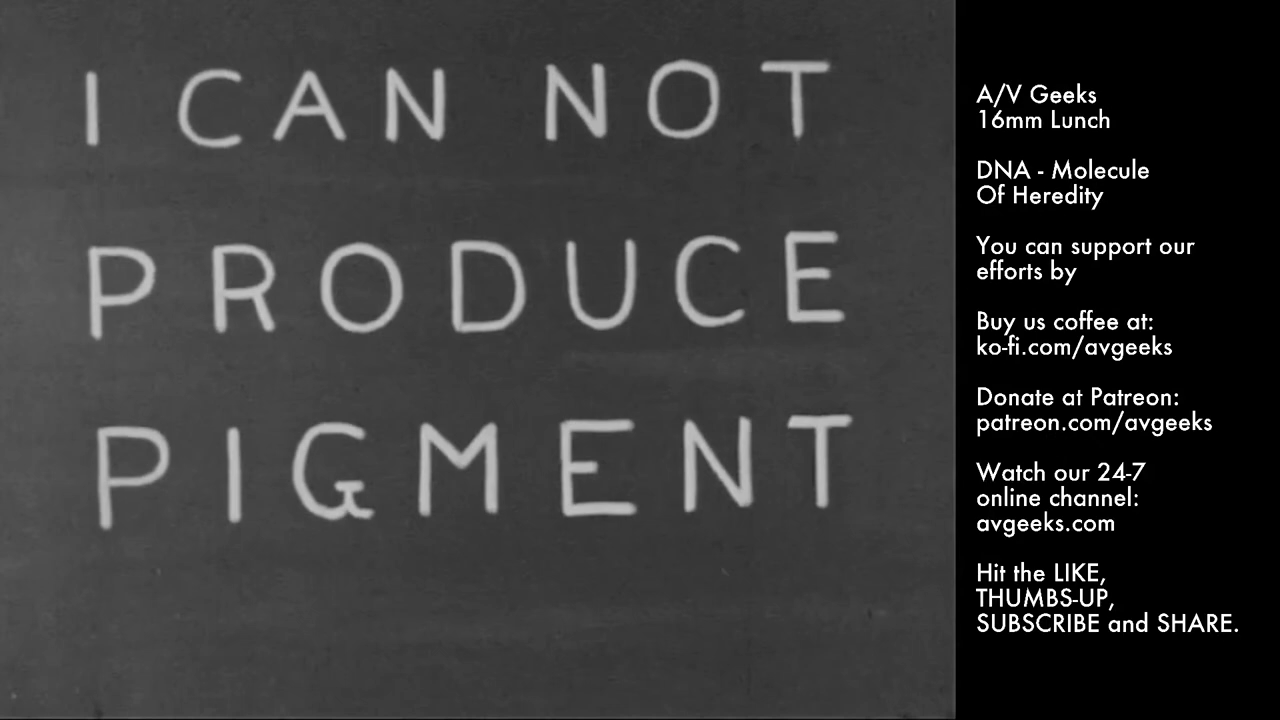 I CAN NOT
PRODUCE
PIGMENT
A/V Geeks
16mm Lunch
DNA - Molecule
Of Heredity
You can support our
efforts by
Buy us coffee at:
ko-fi.com/avgeeks
Donate at Patreon:
patreon.com/avgeeks
Watch our 24-7
online channel:
avgeeks.com
Hit the LIKE,
THUMBS-UP,
SUBSCRIBE and SHARE.